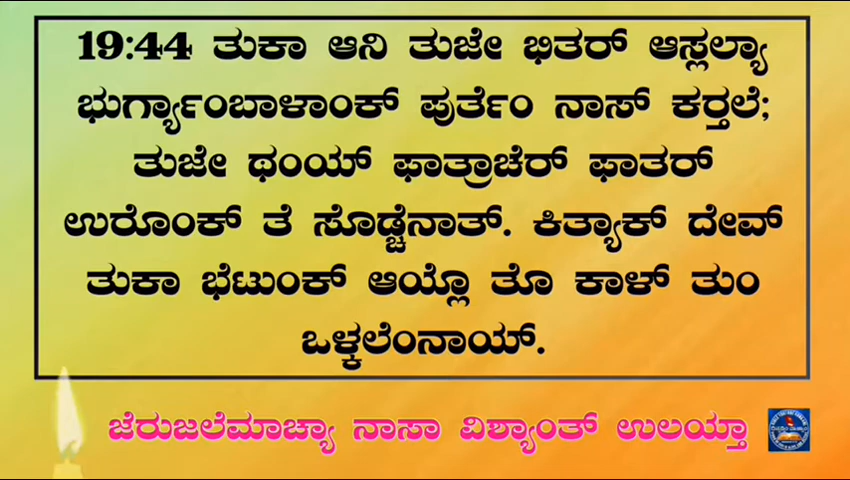 19:44 ತುಕಾ ಆನಿ ತುಜೇ ಭಿತರ್ ಆಸ್ಲಲ್ಯಾ
ಭುರ್ಗ್ಯಾಂಬಾಳಾಂಕ್ ಪುರ್ತೆಂ ನಾಸ್ ಕರ‍್ತಲೆ;
ತುಜೇ ಥಂಯ್ ಫಾತ್ರಾಚೆರ್ ಫಾತರ್
ಉರೊಂಕ್ ತೆ ಸೊಡ್ಚೆನಾತ್. ಕಿತ್ಯಾಕ್ ದೇವ್
ತುಕಾ ಭೆಟುಂಕ್ ಆಯ್ಲೊ ತೊ ಕಾಳ್ ತುಂ
ಒಳ್ಕಲೆಂನಾಯ್.
ಜೆರುಜಲೆಮಾಚ್ಯಾ ನಾಸಾ ವಿಶ್ಯಾಂತ್ ಉಲಯ್ತಾ